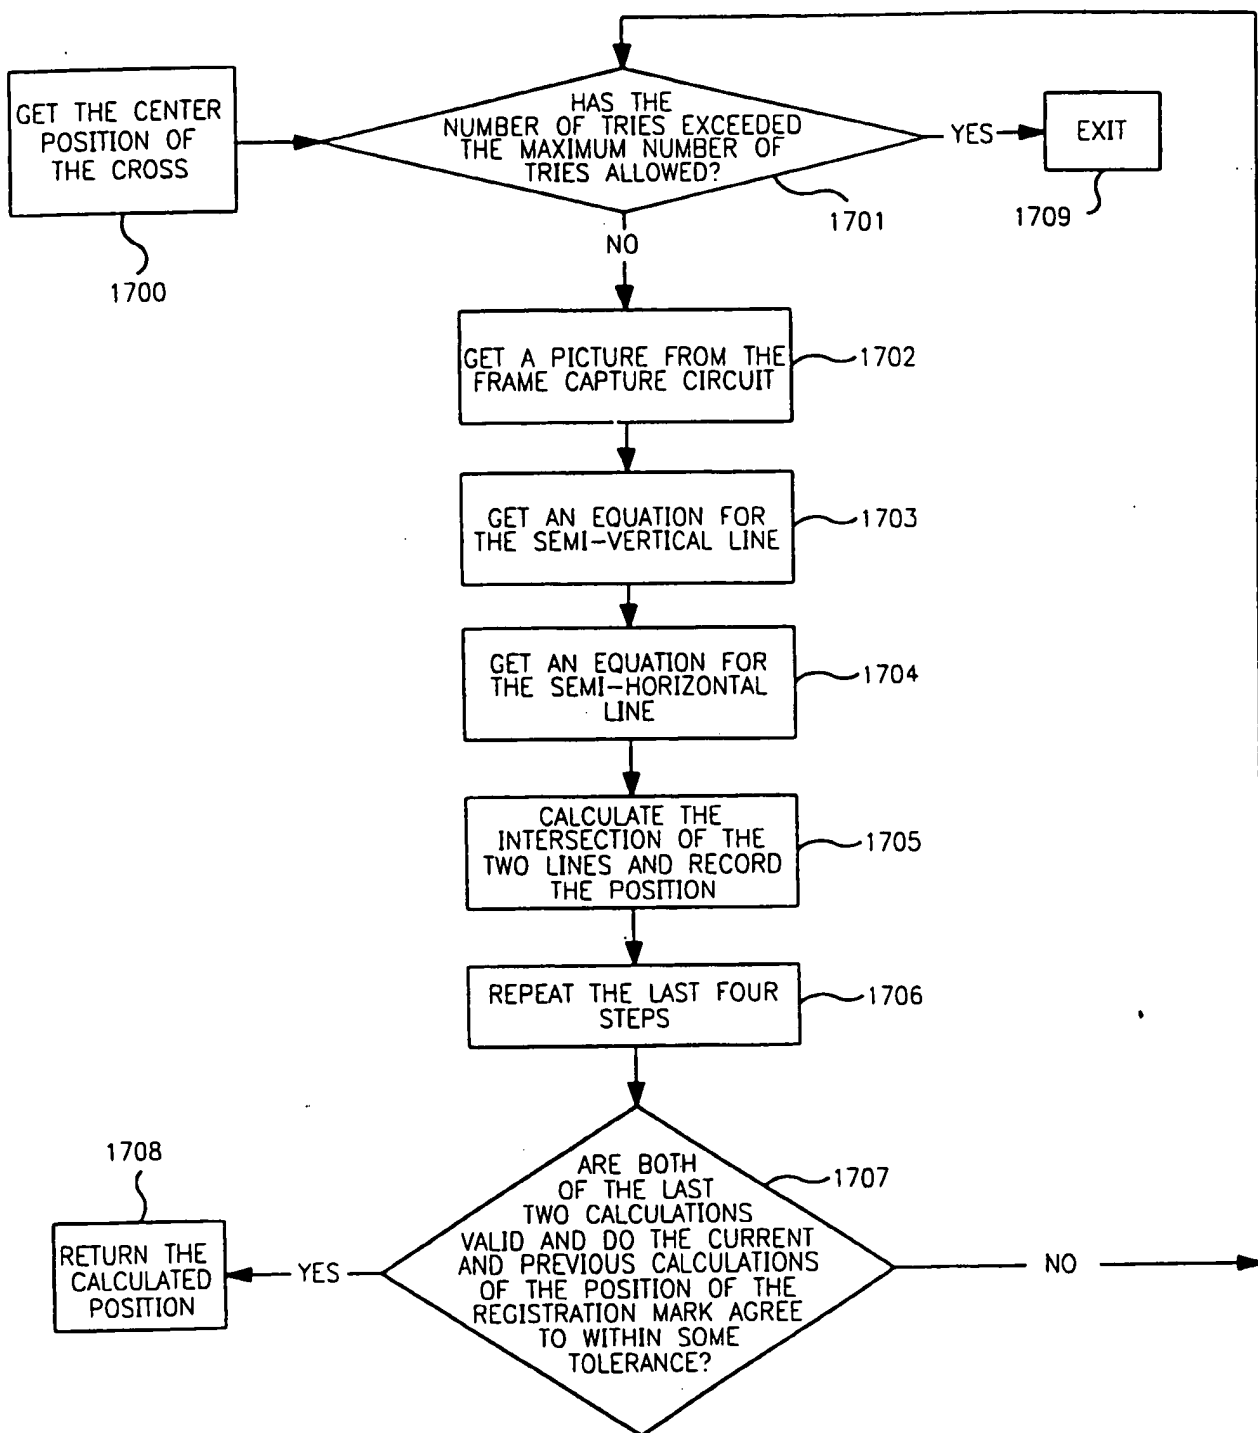 GET THE CENTER
POSITION OF
THE CROSS
1700
HAS THE
NUMBER OF TRIES EXCEEDED
THE MAXIMUM NUMBER OF
TRIES ALLOWED?
1701
YES
EXIT
1709
NO
GET A PICTURE FROM THE
FRAME CAPTURE CIRCUIT
1702
GET AN EQUATION FOR
THE SEMI-VERTICAL LINE
1703
GET AN EQUATION FOR
THE SEMI-HORIZONTAL
LINE
1704
CALCULATE THE
INTERSECTION OF THE
TWO LINES AND RECORD
THE POSITION
1705
REPEAT THE LAST FOUR
STEPS
1706
ARE BOTH
OF THE LAST
TWO CALCULATIONS
VALID AND DO THE CURRENT
AND PREVIOUS CALCULATIONS
OF THE POSITION OF THE
REGISTRATION MARK AGREE
TO WITHIN SOME
TOLERANCE?
1707
YES
1708
RETURN THE
CALCULATED
POSITION
NO